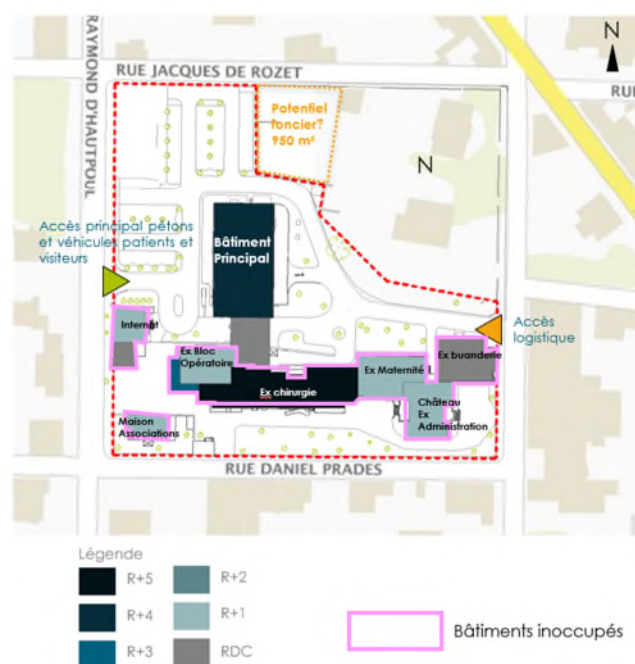 RAYMOND D'HAUTPOUL
N
RUE JACQUES DE ROZET
RU
Potentiel
foncier?
950 m²
N
Accès principal pétons
et véhicules patients et
visiteurs
Bâtiment
Principal
Internat
Accès
logistique
Ex Bloc
Opératoire
Ex buanderie
Ex Maternité
Ex chirurgie
Château
Ex
Administration
Maison
Associations
RUE DANIEL PRADES
Légende
R+5
R+2
R+4
R+1
R+3
RDC
Bâtiments inoccupés